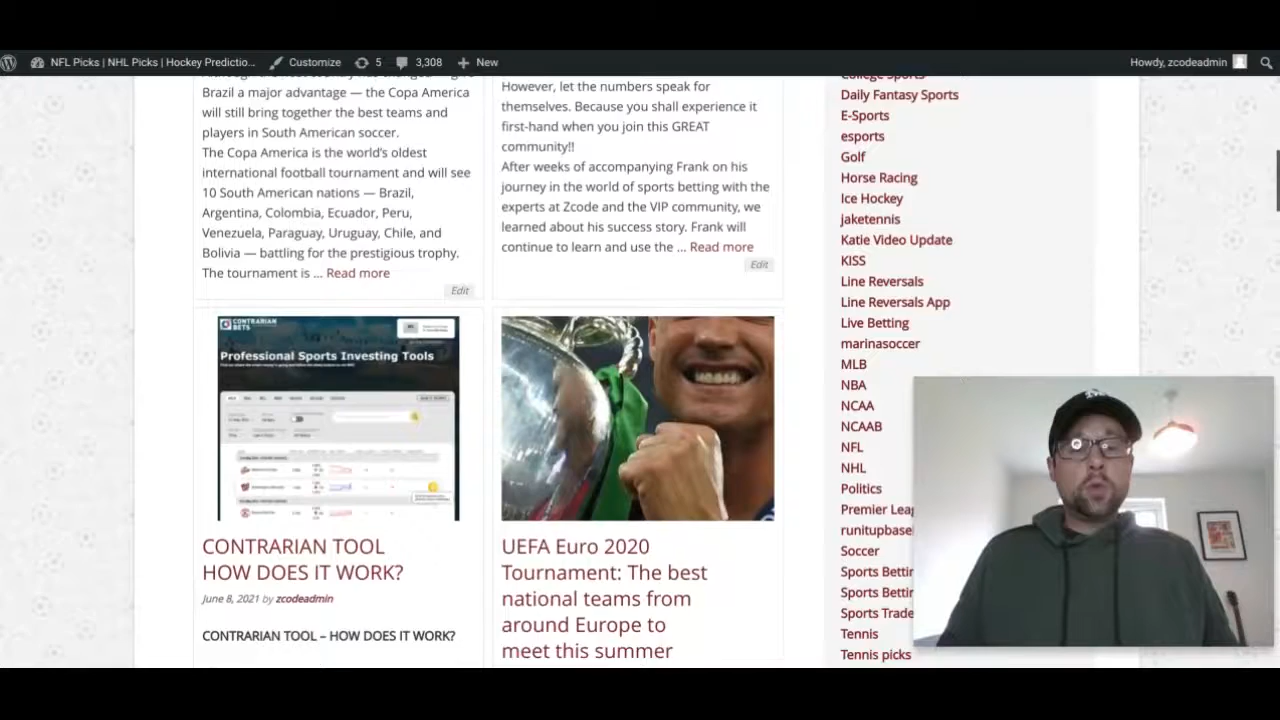 NFL Picks | NHL Picks | Hockey Predictio...
Customize
5
3,308
New
Howdy, zcodeadmin
Brazil a major advantage — the Copa America
will still bring together the best teams and
players in South American soccer.
The Copa America is the world's oldest
international football tournament and will see
10 South American nations — Brazil,
Argentina, Colombia, Ecuador, Peru,
Venezuela, Paraguay, Uruguay, Chile, and
Bolivia — battling for the prestigious trophy.
The tournament is ... Read more
Edit
However, let the numbers speak for
themselves. Because you shall experience it
first-hand when you join this GREAT
community!!
After weeks of accompanying Frank on his
journey in the world of sports betting with the
experts at Zcode and the VIP community, we
learned about his success story. Frank will
continue to learn and use the ... Read more
Edit
CONTRARIAN
BETS
Professional Sports Investing Tools
CONTRARIAN TOOL
HOW DOES IT WORK?
June 8, 2021 by zcodeadmin
CONTRARIAN TOOL – HOW DOES IT WORK?
UEFA Euro 2020
Tournament: The best
national teams from
around Europe to
meet this summer
College Sports
Daily Fantasy Sports
E-Sports
esports
Golf
Horse Racing
Ice Hockey
jaketennis
Katie Video Update
KISS
Line Reversals
Line Reversals App
Live Betting
marinasoccer
MLB
NBA
NCAA
NCAAB
NFL
NHL
Politics
Premier Leag
runitupbase
Soccer
Sports Bettin
Sports Bettin
Sports Trade
Tennis
Tennis picks